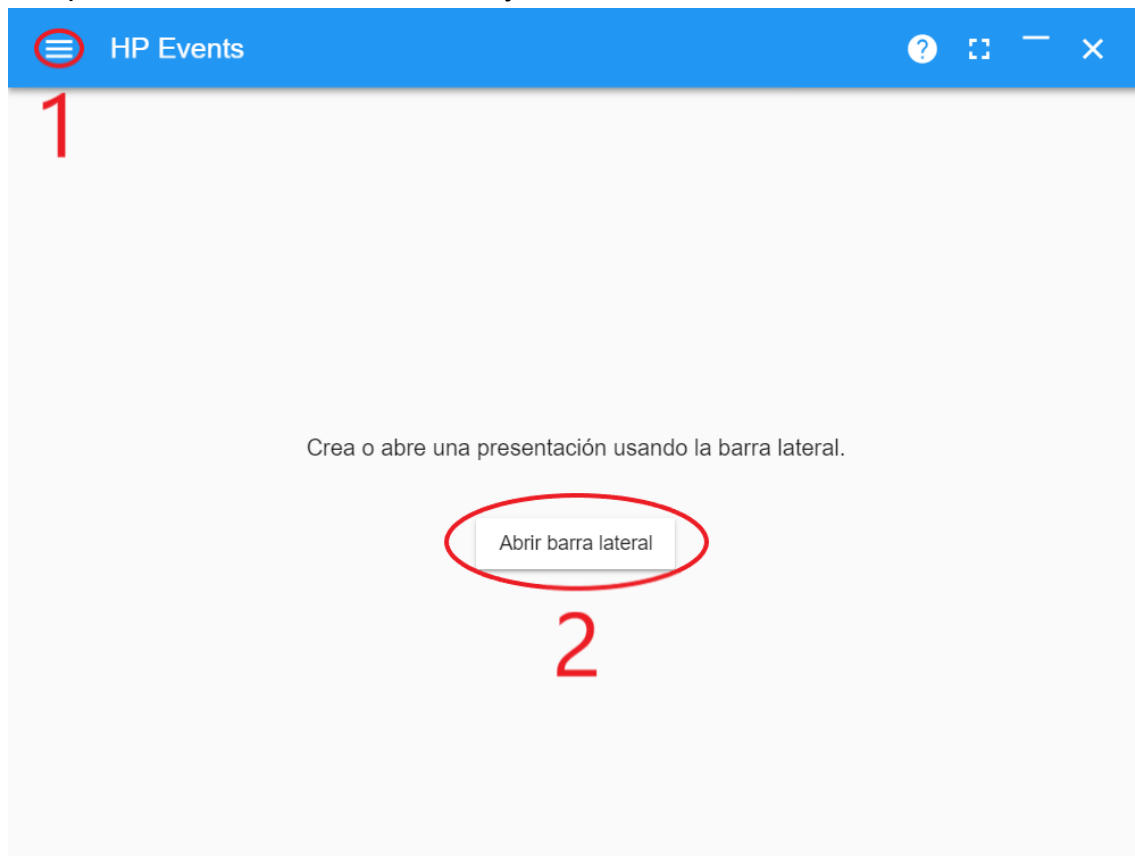 HP Events
1
Crea o abre una presentación usando la barra lateral.
Abrir barra lateral
2